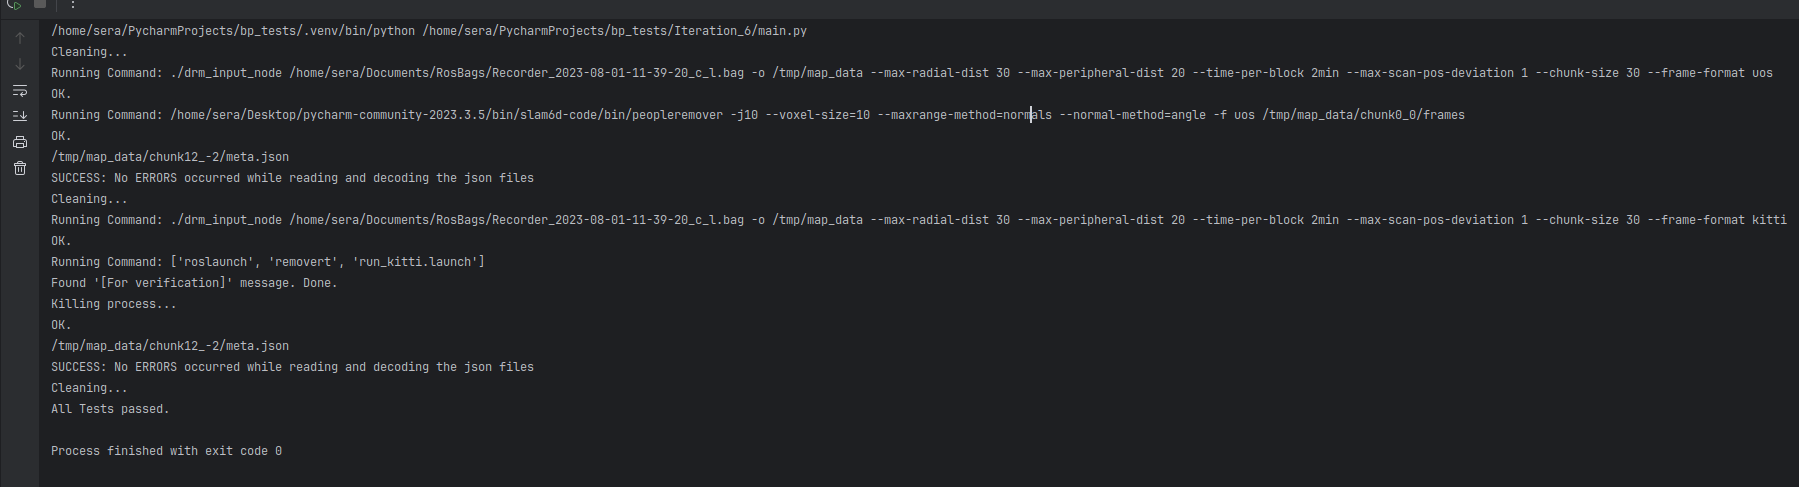 /home/sera/PycharmProjects/bp_tests/.venv/bin/python /home/sera/PycharmProjects/bp_tests/Iteration_6/main.py
Cleaning...
Running Command: ./drm_input_node /home/sera/Documents/RosBags/Recorder_2023-08-01-11-39-20_c_l.bag -o /tmp/map_data --max-radial-dist 30 --max-peripheral-dist 20 --time-per-block 2min --max-scan-pos-deviation 1 --chunk-size 30 --frame-format uos
OK.
Running Command: /home/sera/Desktop/pycharm-community-2023.3.5/bin/slam6d-code/bin/peopleremover -j10 --voxel-size=10 --maxrange-method=normals --normal-method=angle -f uos /tmp/map_data/chunk0_0/frames
OK.
/tmp/map_data/chunk12_-2/meta.json
SUCCESS: No ERRORS occurred while reading and decoding the json files
Cleaning...
Running Command: ./drm_input_node /home/sera/Documents/RosBags/Recorder_2023-08-01-11-39-20_c_l.bag -o /tmp/map_data --max-radial-dist 30 --max-peripheral-dist 20 --time-per-block 2min --max-scan-pos-deviation 1 --chunk-size 30 --frame-format kitti
OK.
Running Command: ['roslaunch', 'removert', 'run_kitti.launch']
Found '[For verification]' message. Done.
Killing process...
OK.
/tmp/map_data/chunk12_-2/meta.json
SUCCESS: No ERRORS occurred while reading and decoding the json files
Cleaning...
All Tests passed.
Process finished with exit code 0